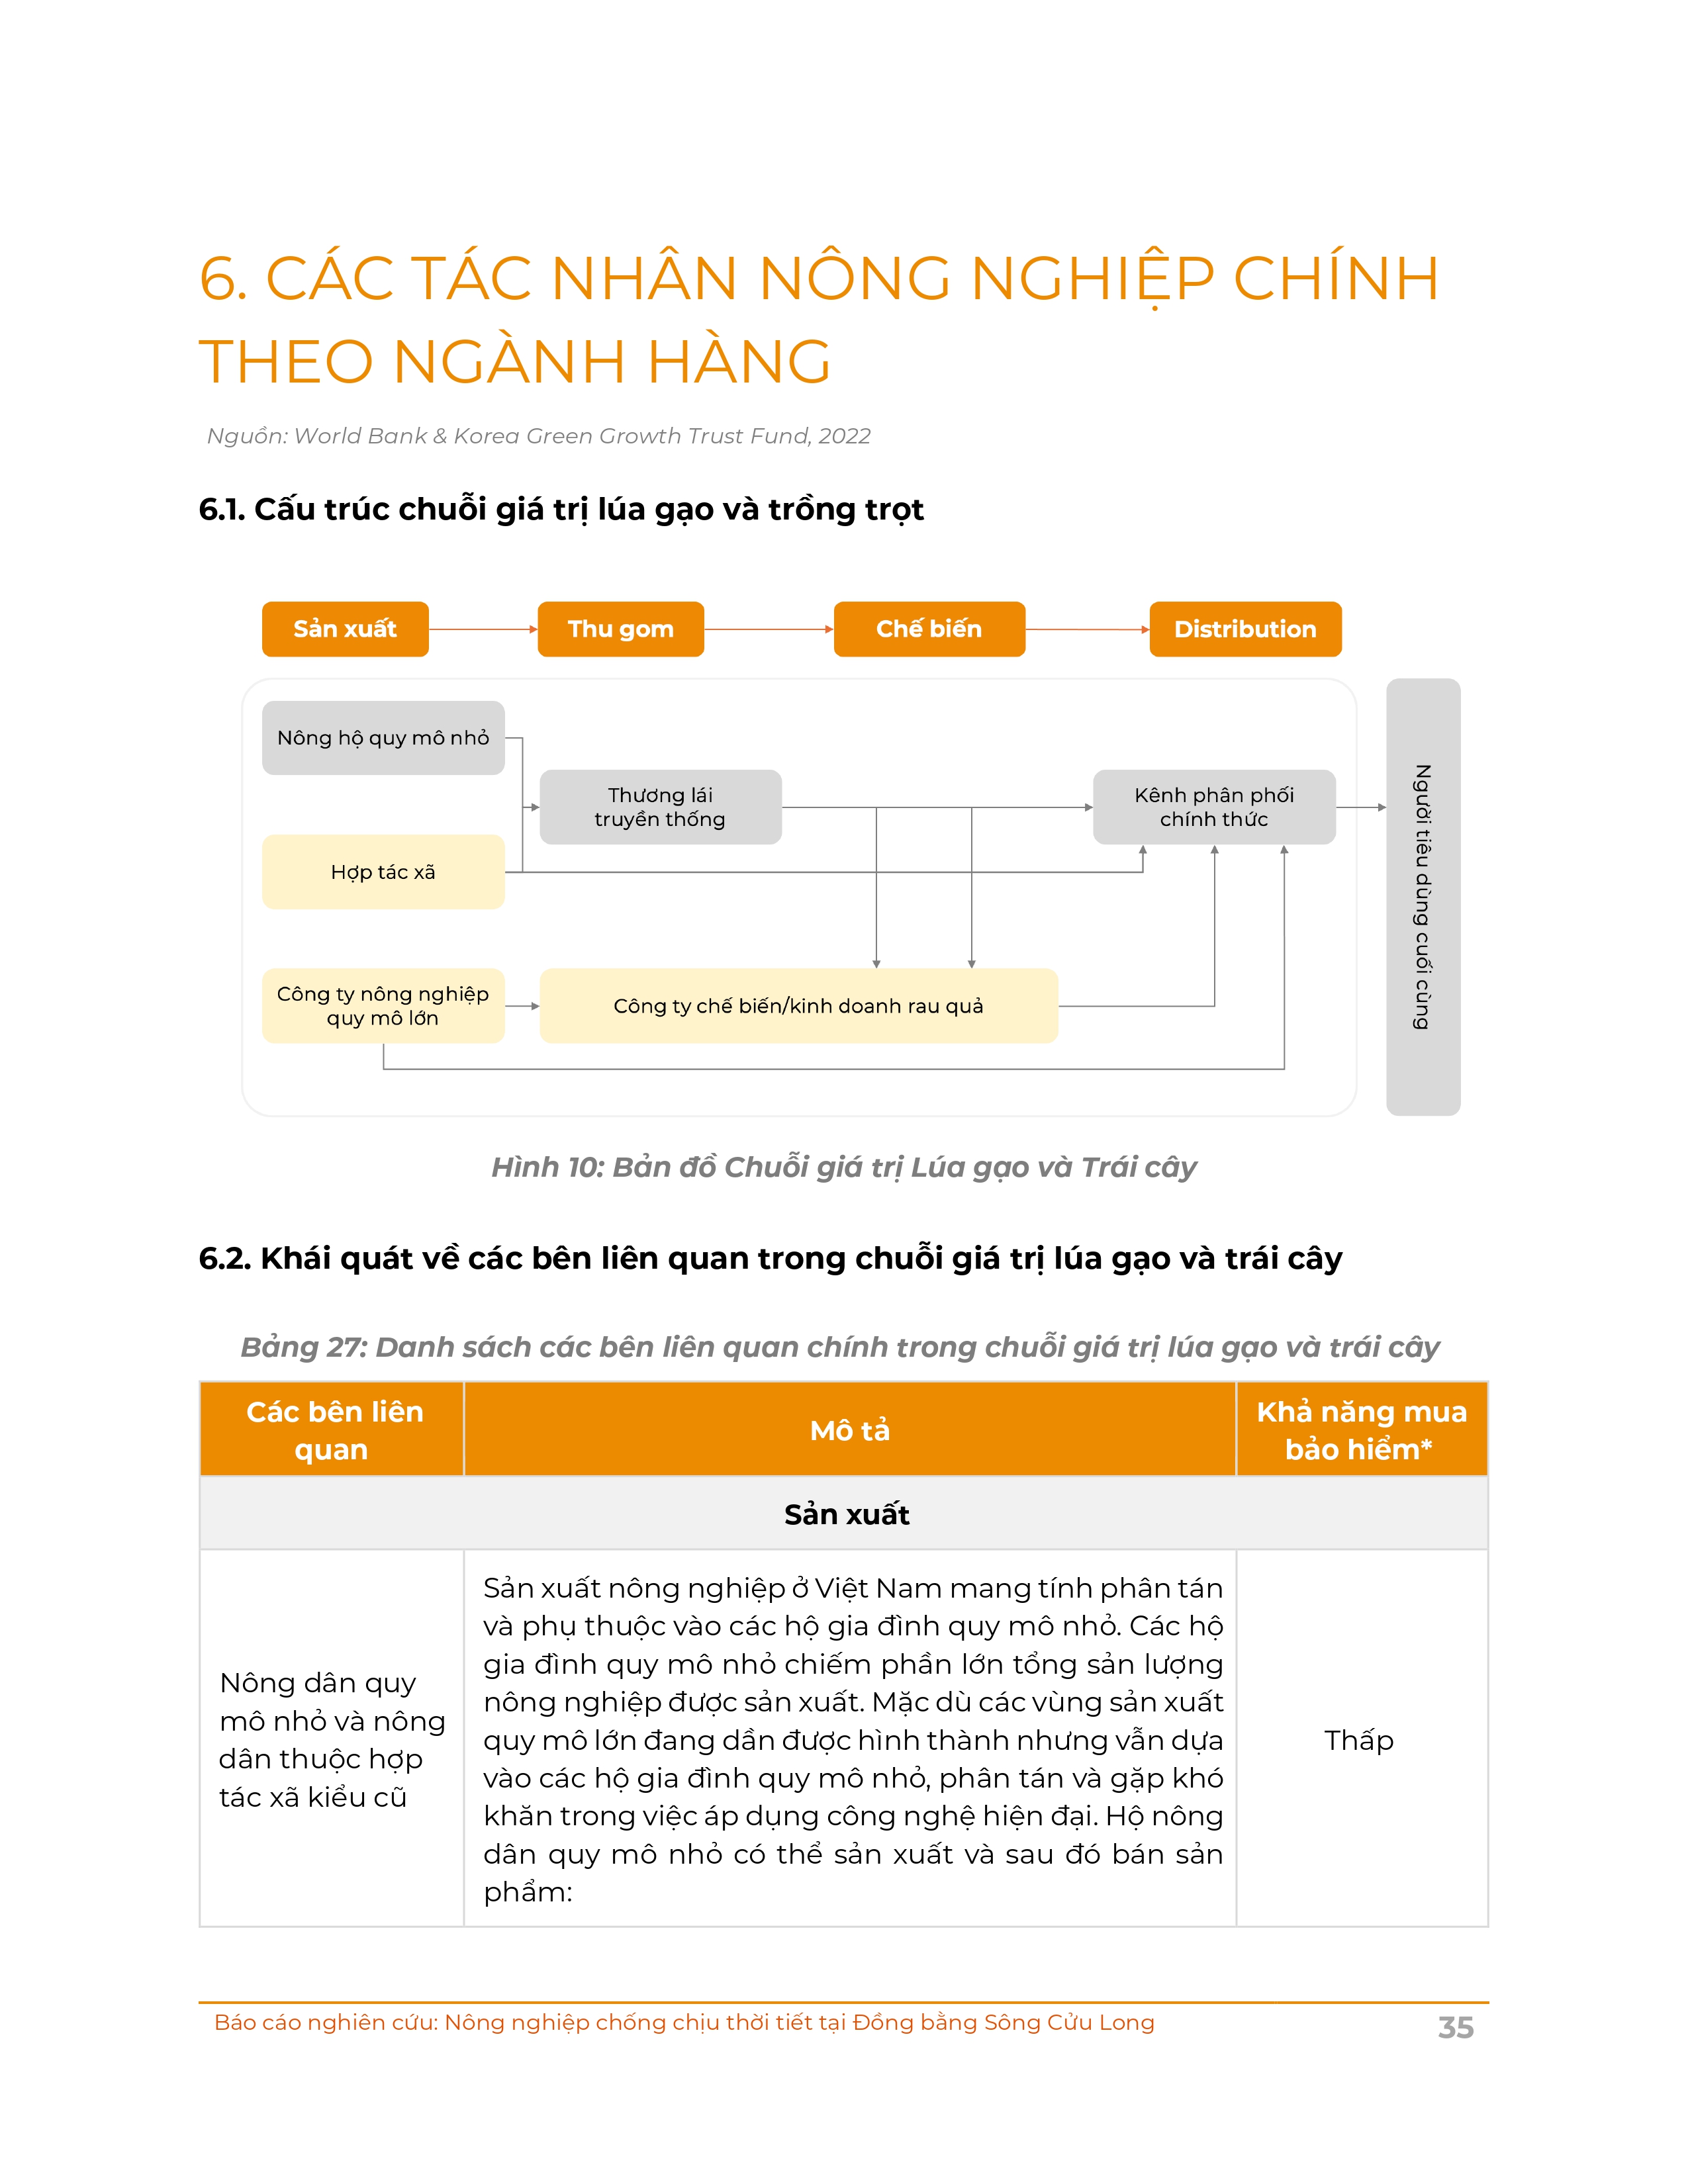 6. CÁC TÁC NHÂN NÔNG NGHIỆP CHÍNH
THEO NGÀNH HÀNG
Nguồn: World Bank & Korea Green Growth Trust Fund, 2022
6.1. Cấu trúc chuỗi giá trị lúa gạo và trồng trọt
Sản xuất
Thu gom
Chế biến
Distribution
Nông hộ quy mô nhỏ
Thương lái
truyền thống
Kênh phân phối
chính thức
Hợp tác xã
Công ty nông nghiệp
quy mô lớn
Công ty chế biến/kinh doanh rau quả
Người tiêu dùng cuối cùng
Hình 10: Bản đồ Chuỗi giá trị Lúa gạo và Trái cây
6.2. Khái quát về các bên liên quan trong chuỗi giá trị lúa gạo và trái cây
Bảng 27: Danh sách các bên liên quan chính trong chuỗi giá trị lúa gạo và trái cây
Các bên liên
quan
Mô tả
Khả năng mua
bảo hiểm*
Sản xuất
Nông dân quy
mô nhỏ và nông
dân thuộc hợp
tác xã kiểu cũ
Sản xuất nông nghiệp ở Việt Nam mang tính phân tán
và phụ thuộc vào các hộ gia đình quy mô nhỏ. Các hộ
gia đình quy mô nhỏ chiếm phần lớn tổng sản lượng
nông nghiệp được sản xuất. Mặc dù các vùng sản xuất
quy mô lớn đang dần được hình thành nhưng vẫn dựa
vào các hộ gia đình quy mô nhỏ, phân tán và gặp khó
khăn trong việc áp dụng công nghệ hiện đại. Hộ nông
dân quy mô nhỏ có thể sản xuất và sau đó bán sản
phẩm:
Thấp
Báo cáo nghiên cứu: Nông nghiệp chống chịu thời tiết tại Đồng bằng Sông Cửu Long
35